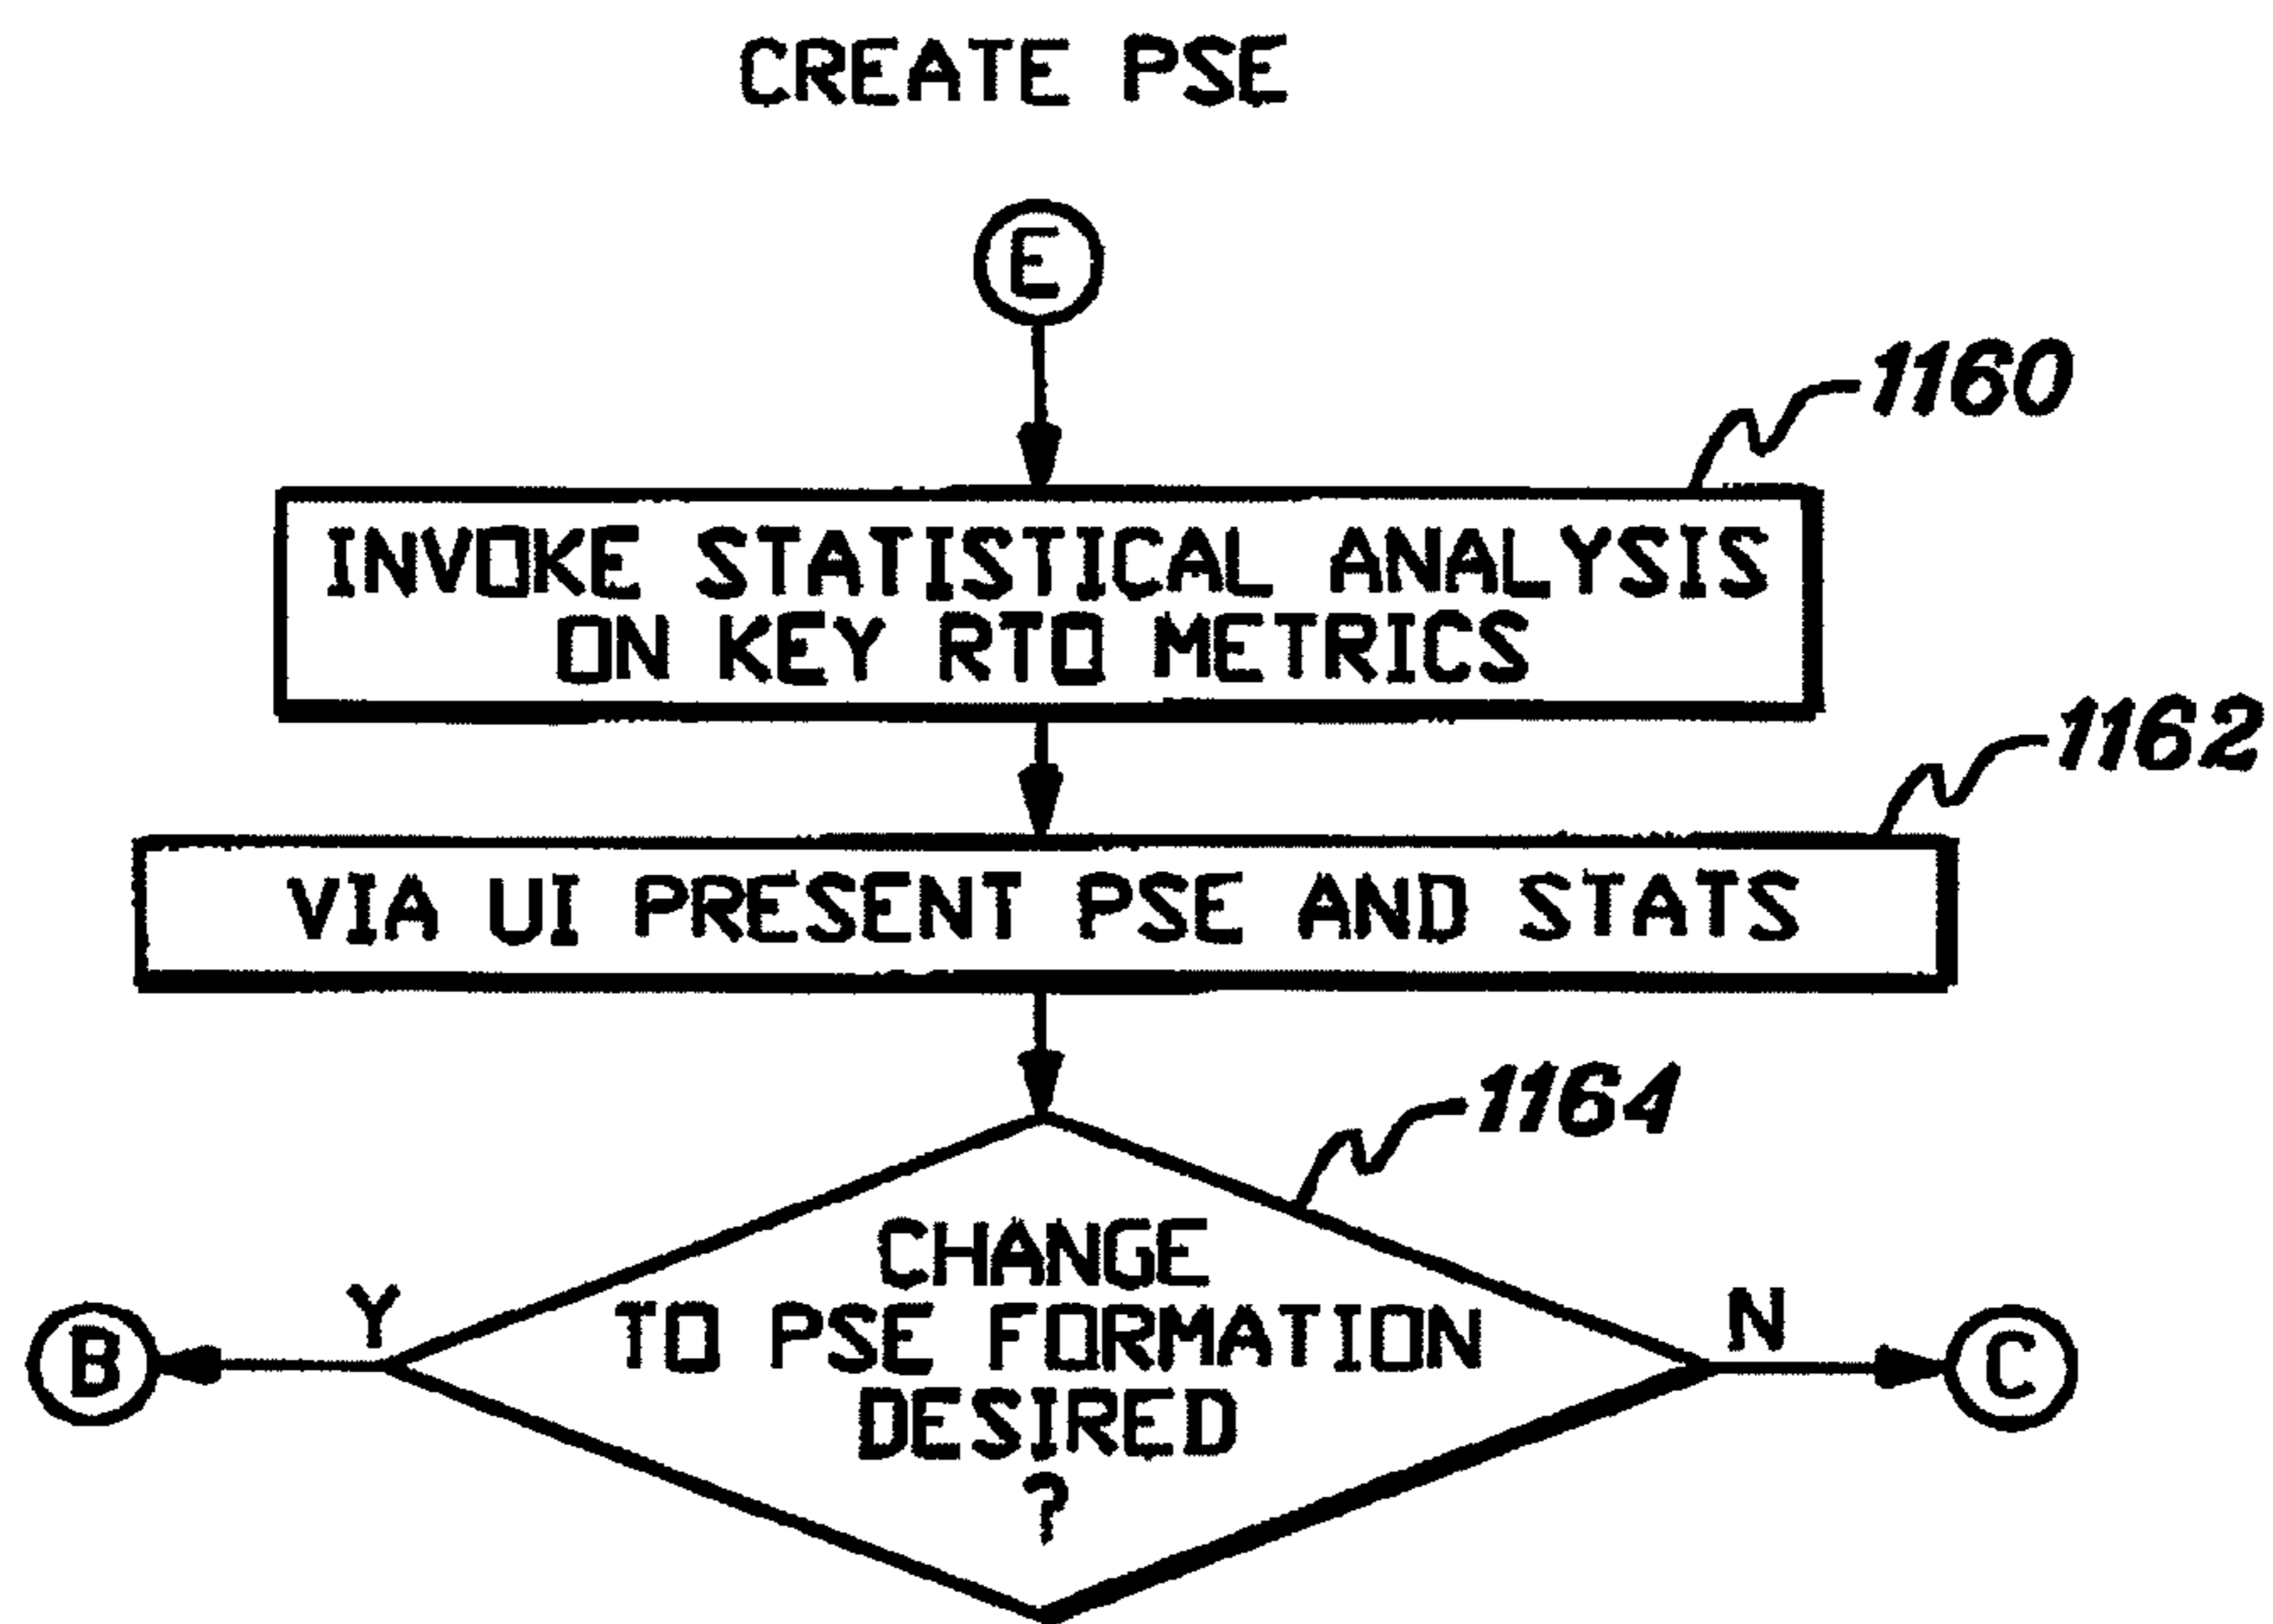 CREATE PSE
E
1160
INVOKE STATISTICAL ANALYSIS
ON KEY RTO METRICS
1162
VIA UI PRESENT PSE AND STATS
1164
CHANGE
TO PSE FORMATION
DESIRED
?
Y
N
B
C